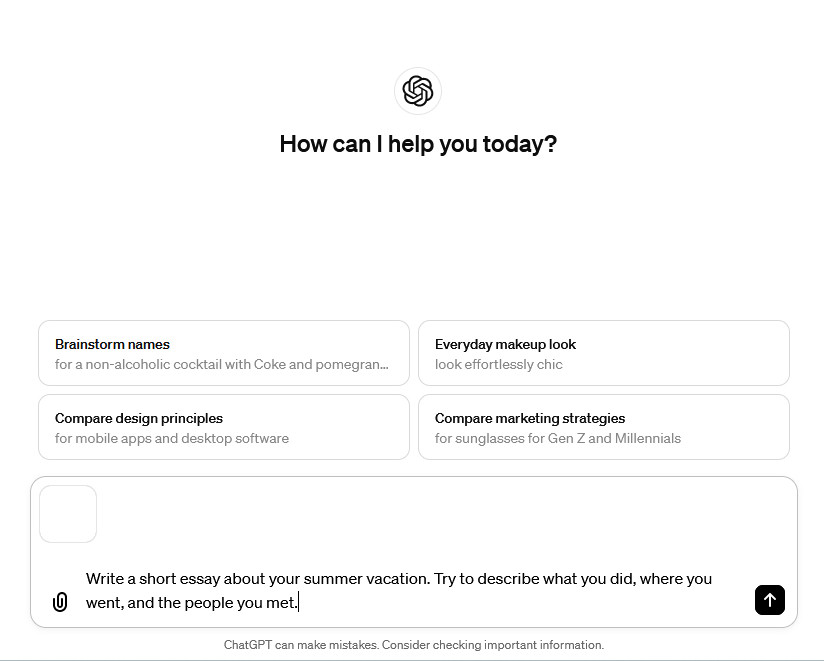 How can I help you today?
Brainstorm names
for a non-alcoholic cocktail with Coke and pomegran...
Everyday makeup look
look effortlessly chic
Compare design principles
for mobile apps and desktop software
Compare marketing strategies
for sunglasses for Gen Z and Millennials
Write a short essay about your summer vacation. Try to describe what you did, where you
went, and the people you met.
ChatGPT can make mistakes. Consider checking important information.